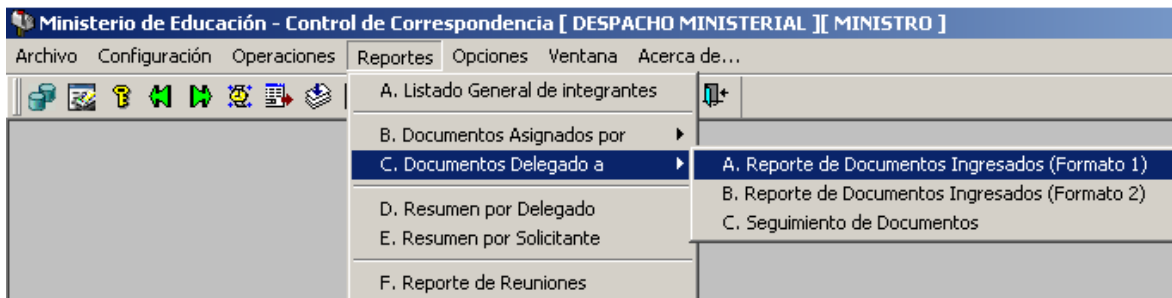 Ministerio de Educación - Control de Correspondencia [ DESPACHO MINISTERIAL ][ MINISTRO ]
Archivo Configuración Operaciones Reportes Opciones Ventana Acerca de...
A. Listado General de integrantes
B. Documentos Asignados por
C. Documentos Delegado a
A. Reporte de Documentos Ingresados (Formato 1)
B. Reporte de Documentos Ingresados (Formato 2)
C. Seguimiento de Documentos
D. Resumen por Delegado
E. Resumen por Solicitante
F. Reporte de Reuniones